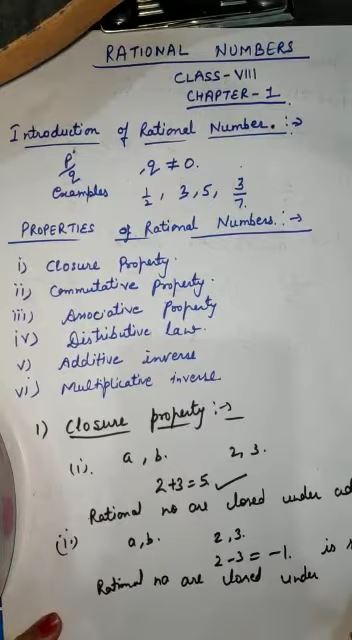 RATIONAL NUMBERS
CLASS-VIII
CHAPTER-1
Introduction of Rational Number. :→
p/q , q ≠ 0.
Examples 1/2, 3, 5, 3/7.
PROPERTIES of Rational Numbers. :→
i) Closure Property.
ii) Commutative Property.
iii) Associative Pooperty
iv) Distributive law.
v) Additive inverse
vi) Multiplicative inverse
1) Closure property :→
(i). a, b. 2, 3.
2+3=5. ✓
Rational no are closed under
(ii) a, b. 2, 3.
2-3 = -1. is
Rational no are closed under